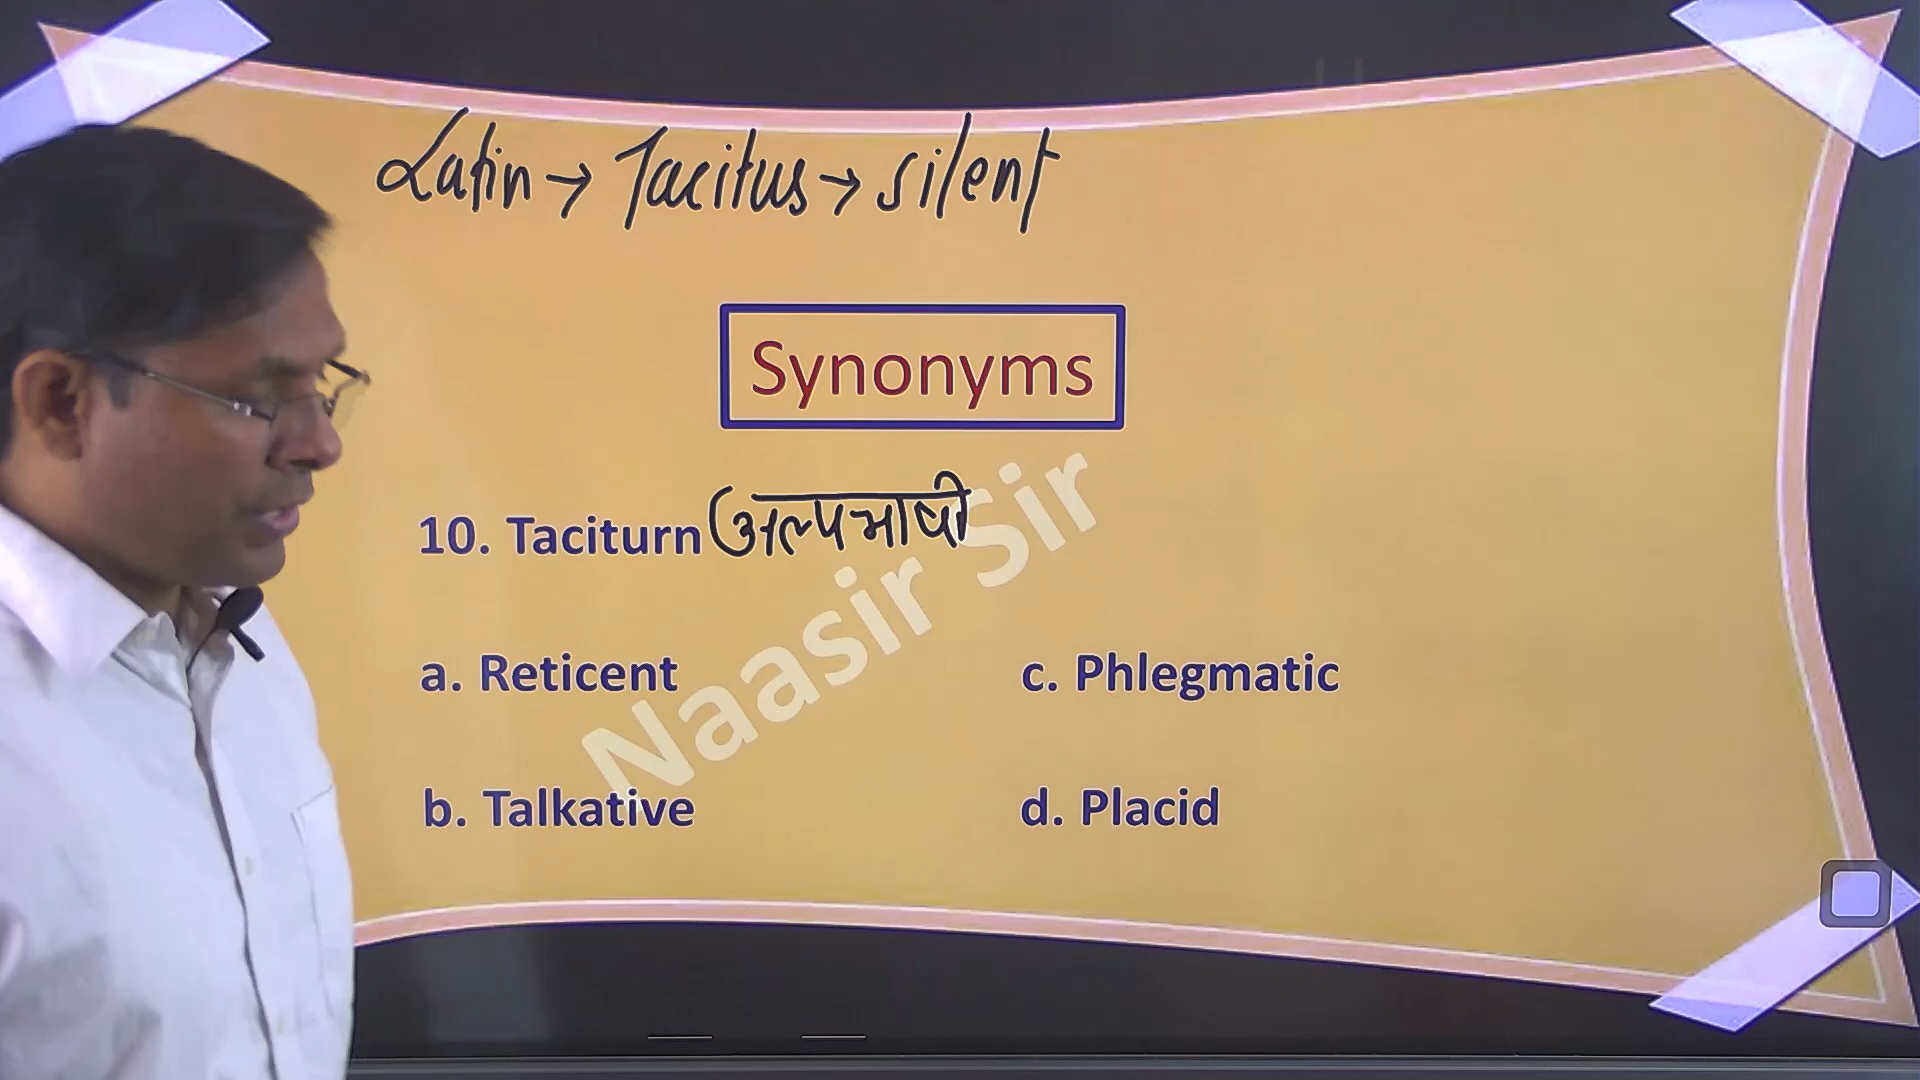 Latin → Tacitus → silent
Synonyms
10. Taciturn (अल्पभाषी
Naasir Sir
a. Reticent
c. Phlegmatic
b. Talkative
d. Placid